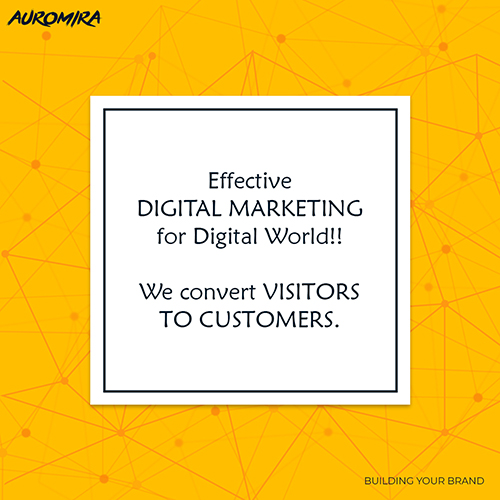 AUROMIRA
Effective
DIGITAL MARKETING
for Digital World!!
We convert VISITORS
TO CUSTOMERS.
BUILDING YOUR BRAND